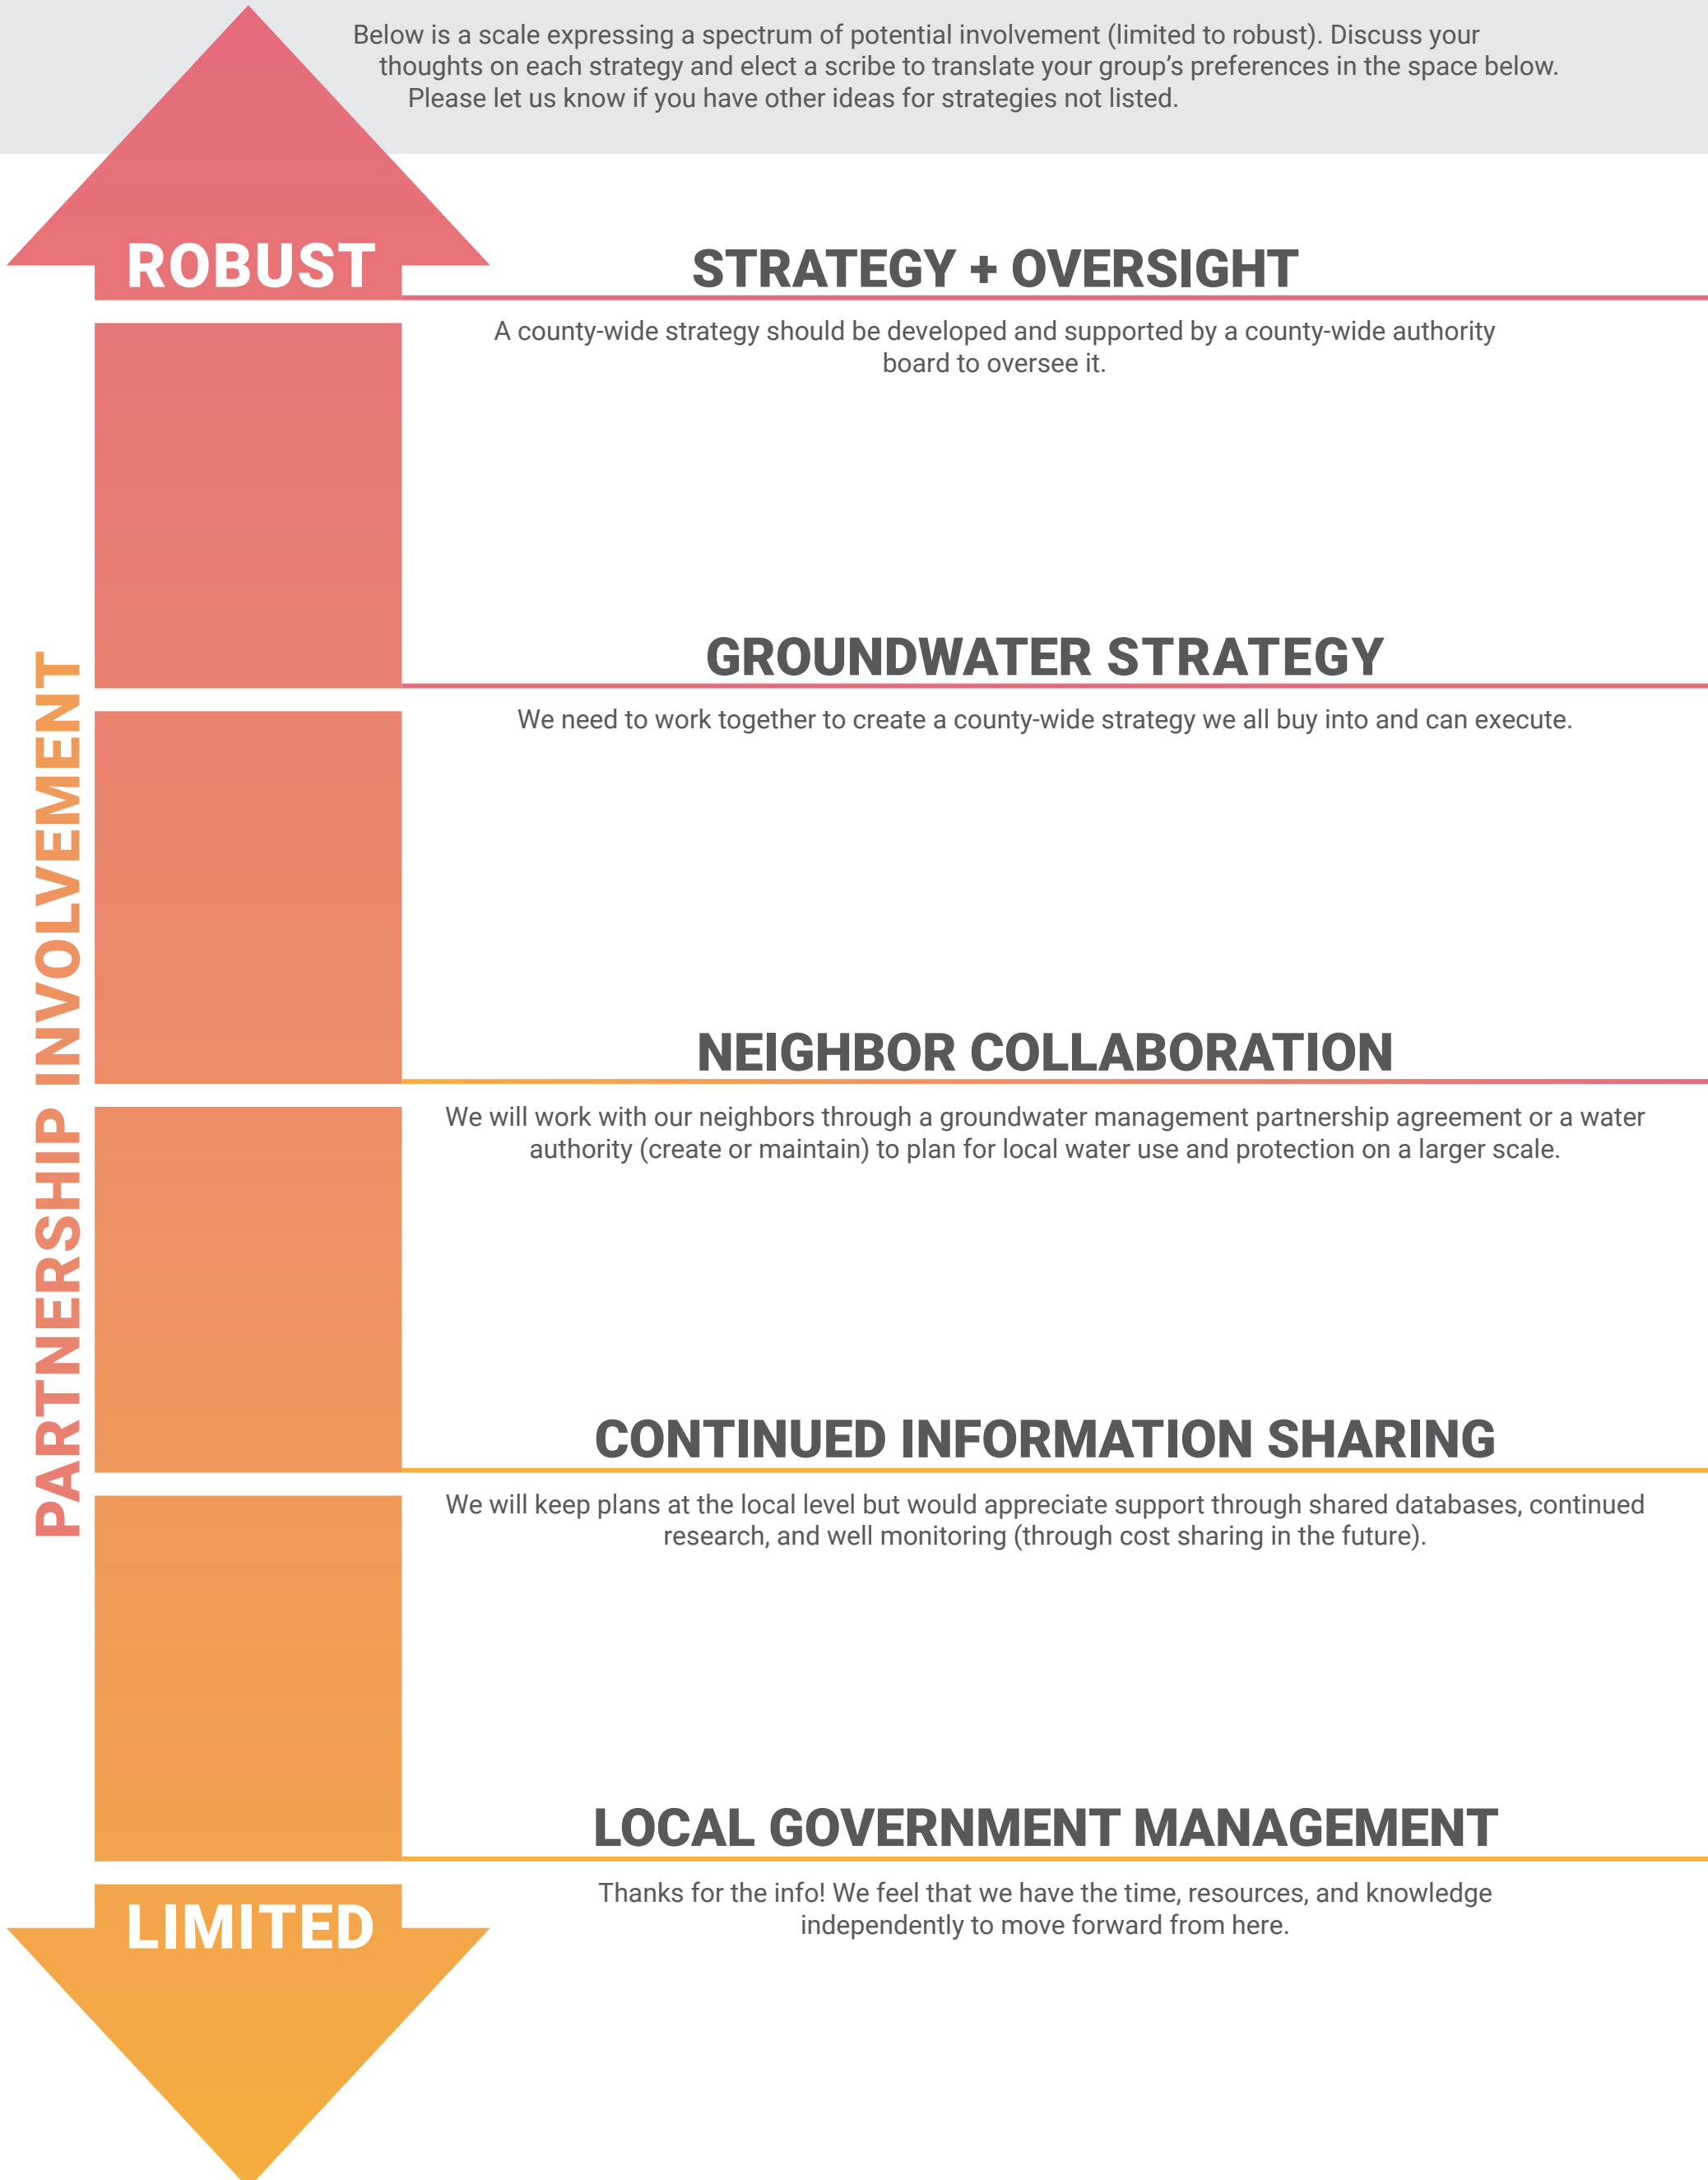 Below is a scale expressing a spectrum of potential involvement (limited to robust). Discuss your
thoughts on each strategy and elect a scribe to translate your group's preferences in the space below.
Please let us know if you have other ideas for strategies not listed.
ROBUST
STRATEGY + OVERSIGHT
A county-wide strategy should be developed and supported by a county-wide authority
board to oversee it.
GROUNDWATER STRATEGY
We need to work together to create a county-wide strategy we all buy into and can execute.
PARTNERSHIP INVOLVEMENT
NEIGHBOR COLLABORATION
We will work with our neighbors through a groundwater management partnership agreement or a water
authority (create or maintain) to plan for local water use and protection on a larger scale.
CONTINUED INFORMATION SHARING
We will keep plans at the local level but would appreciate support through shared databases, continued
research, and well monitoring (through cost sharing in the future).
LOCAL GOVERNMENT MANAGEMENT
Thanks for the info! We feel that we have the time, resources, and knowledge
independently to move forward from here.
LIMITED